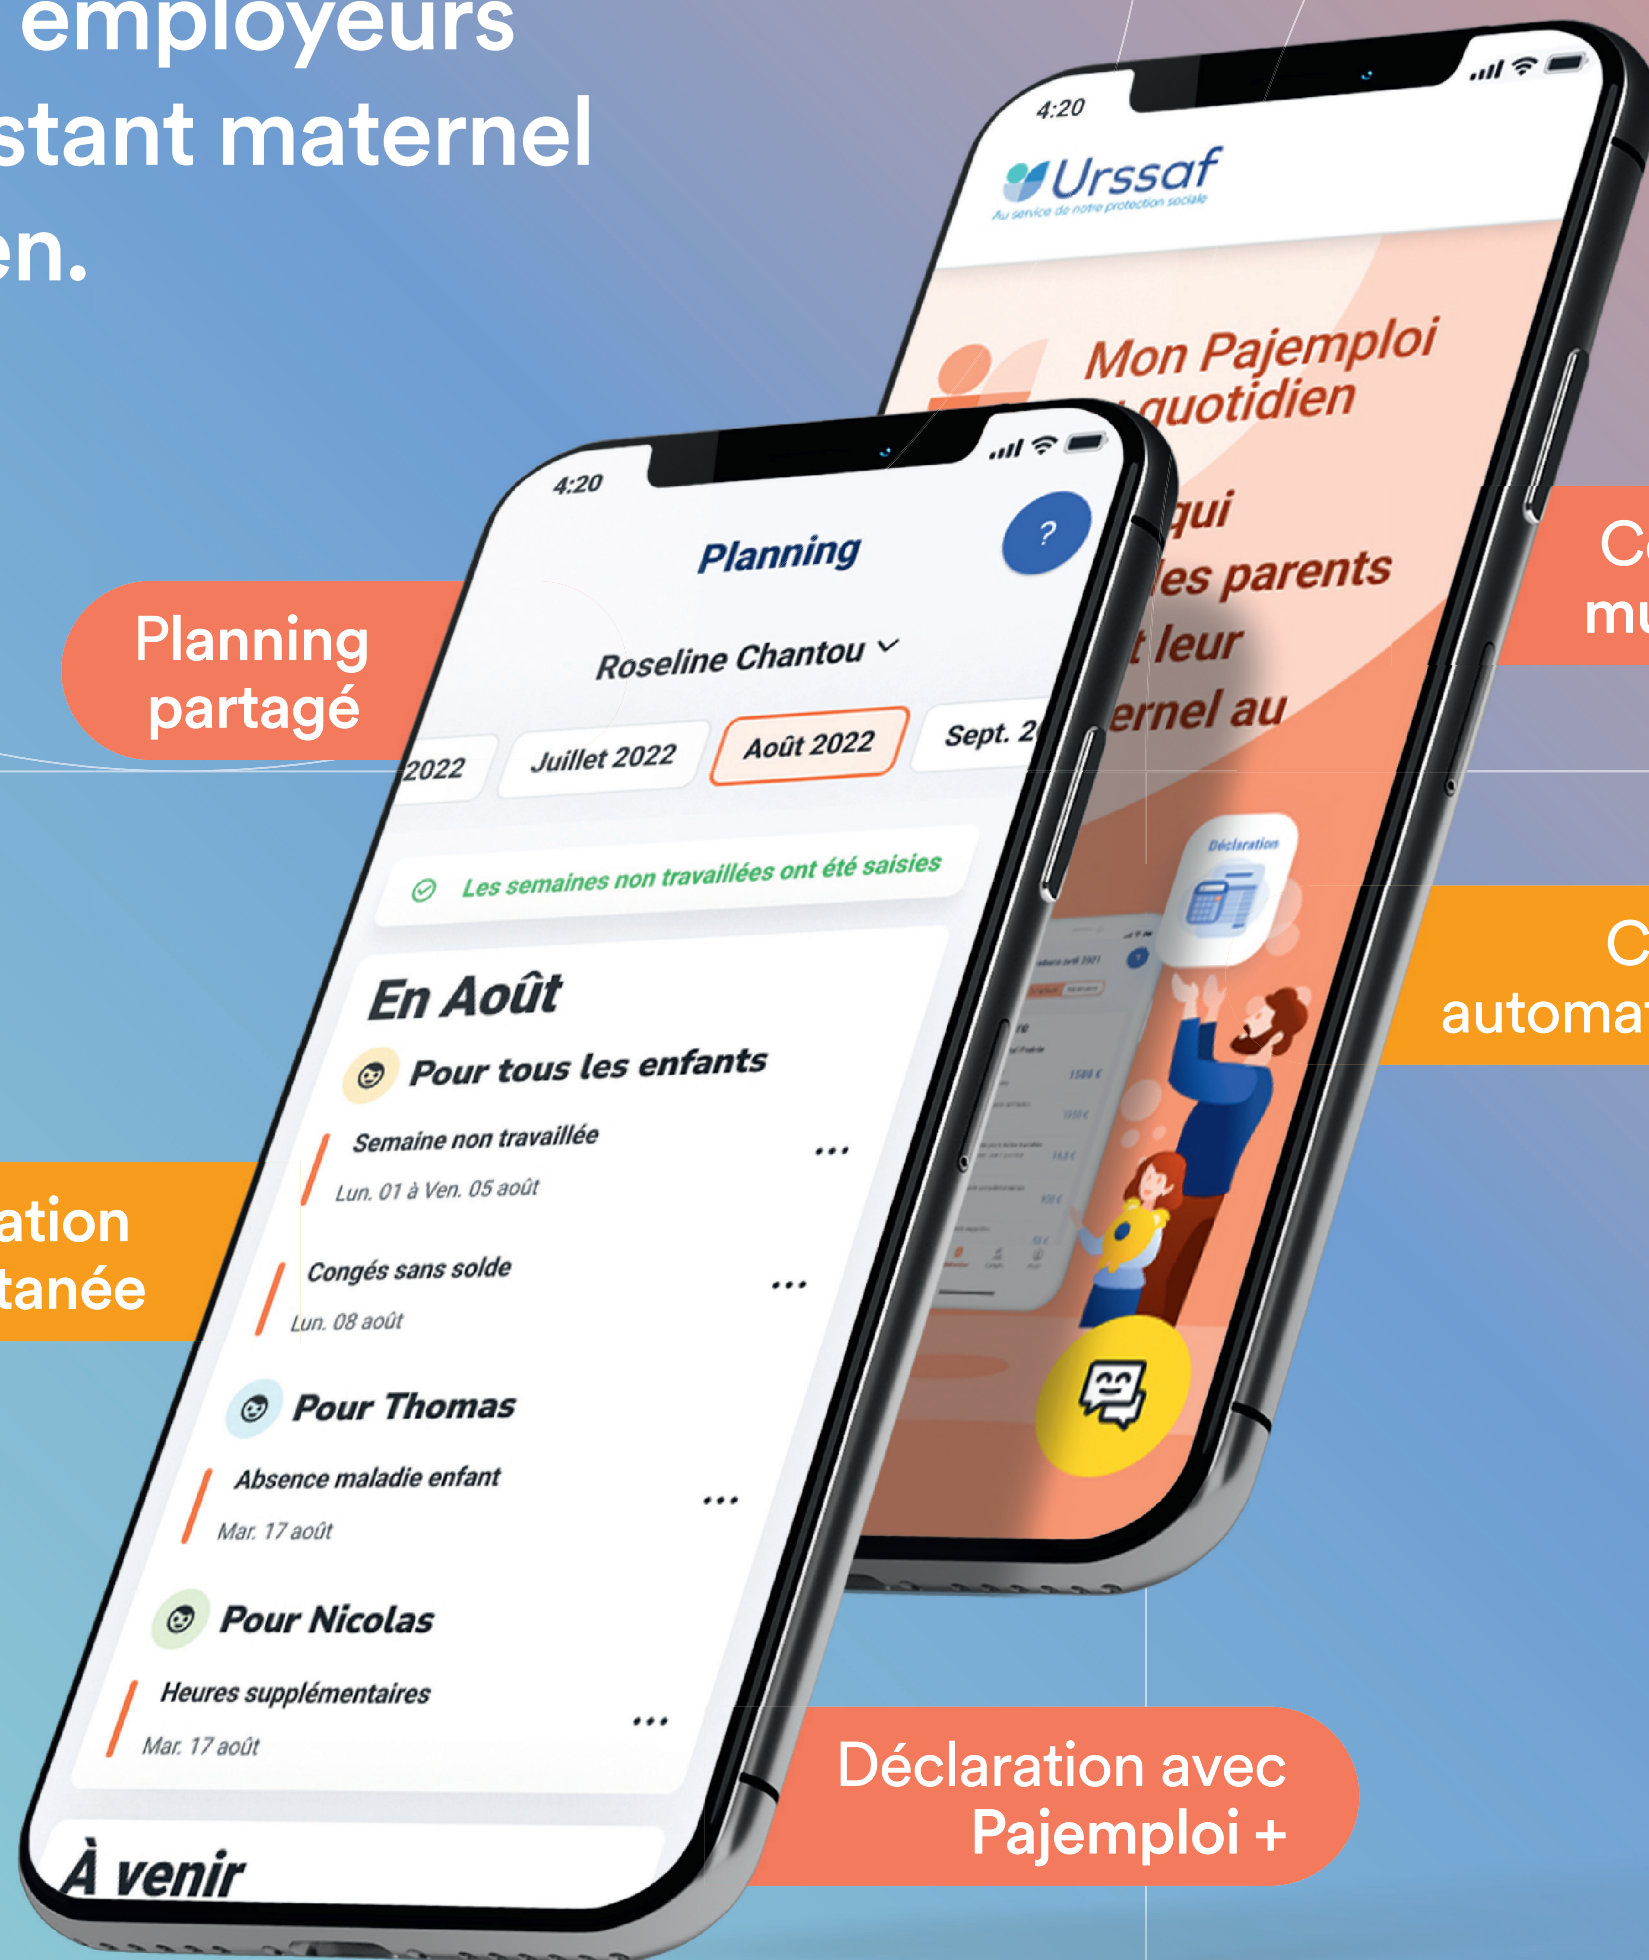 employeurs
stant maternel
en.
4:20
Urssaf
Au service de notre protection sociale
Mon Pajemploi
quotidien
qui
les parents
t leur
ernel au
Déclaration
4:20
Planning
?
Roseline Chantou
2022
Juillet 2022
Août 2022
Sept. 2
Les semaines non travaillées ont été saisies
En Août
Pour tous les enfants
Semaine non travaillée
Lun. 01 à Ven. 05 août
Congés sans solde
Lun. 08 août
Pour Thomas
Absence maladie enfant
Mar. 17 août
Pour Nicolas
Heures supplémentaires
Mar. 17 août
À venir
Planning
partagé
ation
tanée
C
mu
C
automat
Déclaration avec
Pajemploi +